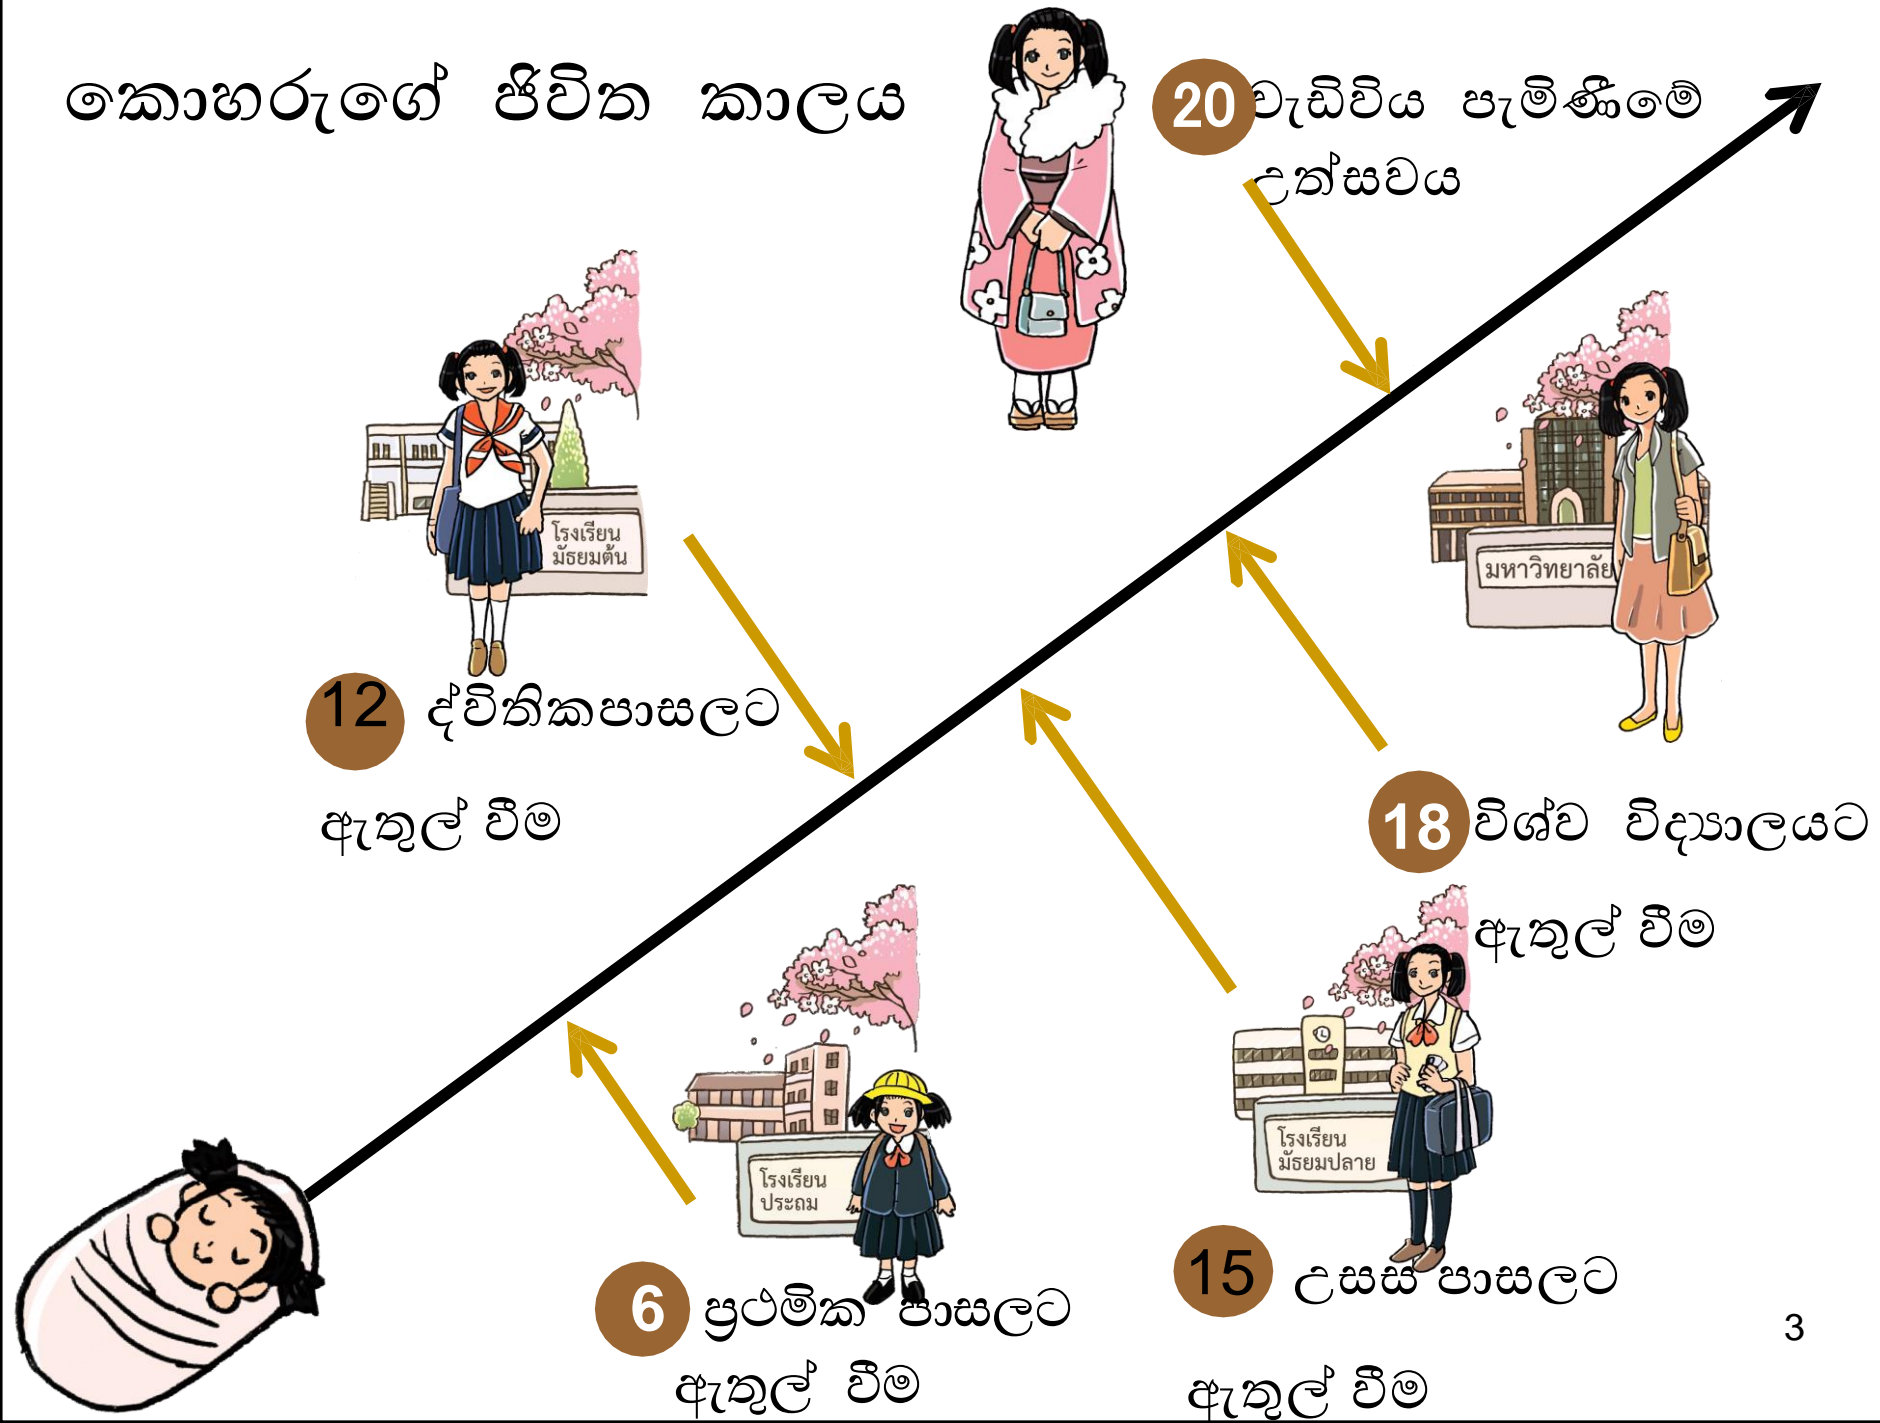 කොහරුගේ ජීවිත කාලය
20 වැඩිවිය පැමිණීමේ
උත්සවය
โรงเรียน
มัธยมต้น
12 ද්විතිකපාසලට
ඇතුල් වීම
มหาวิทยาลัย
18 විශ්ව විද්‍යාලයට
ඇතුල් වීම
โรงเรียน
ประถม
6 ප්‍රථමික පාසලට
ඇතුල් වීම
โรงเรียน
มัธยมปลาย
15 උසස් පාසලට
ඇතුල් වීම
3